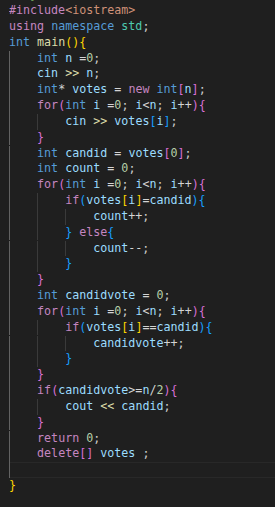 #include<iostream>
using namespace std;
int main(){
    int n =0;
    cin >> n;
    int* votes = new int[n];
    for(int i =0; i<n; i++){
        cin >> votes[i];
    }
    int candid = votes[0];
    int count = 0;
    for(int i =0; i<n; i++){
        if(votes[i]=candid){
            count++;
        } else{
            count--;
        }
    }
    int candidvote = 0;
    for(int i =0; i<n; i++){
        if(votes[i]==candid){
            candidvote++;
        }
    }
    if(candidvote>=n/2){
        cout << candid;
    }
    return 0;
    delete[] votes ;
}